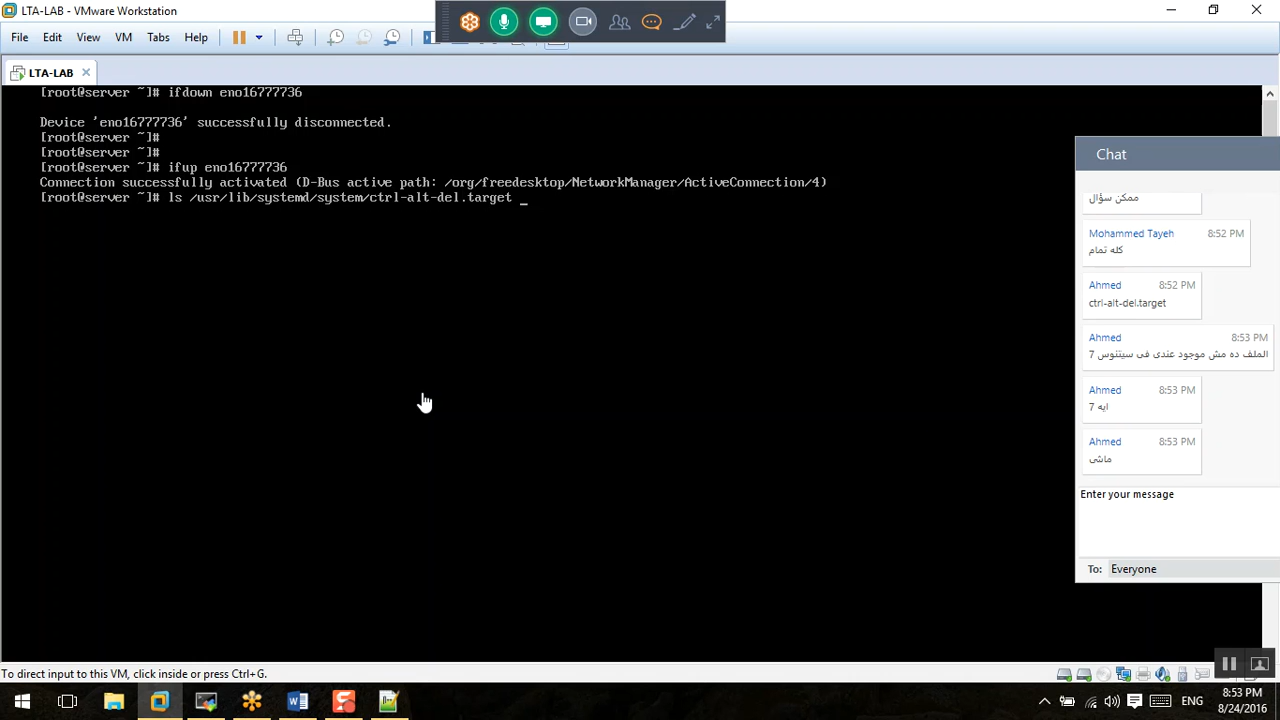 LTA-LAB - VMware Workstation
File Edit View VM Tabs Help
LTA-LAB
[root@server ~]# ifdown eno16777736
Device 'eno16777736' successfully disconnected.
[root@server ~]#
[root@server ~]#
[root@server ~]# ifup eno16777736
Connection successfully activated (D-Bus active path: /org/freedesktop/NetworkManager/ActiveConnection/4)
[root@server ~]# ls /usr/lib/systemd/system/ctrl-alt-del.target _
Chat
ممكن سؤال
Mohammed Tayeh 8:52 PM
كله تمام
Ahmed 8:52 PM
ctrl-alt-del.target
Ahmed 8:53 PM
الملف ده مش موجود عندى فى سيتنوس 7
Ahmed 8:53 PM
ايه 7
Ahmed 8:53 PM
ماشى
Enter your message
To: Everyone
To direct input to this VM, click inside or press Ctrl+G.
ENG
8:53 PM
8/24/2016